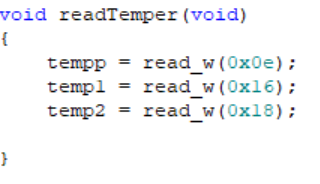 void readTemper(void)
{
    tempp = read_w(0x0e);
    temp1 = read_w(0x16);
    temp2 = read_w(0x18);
}